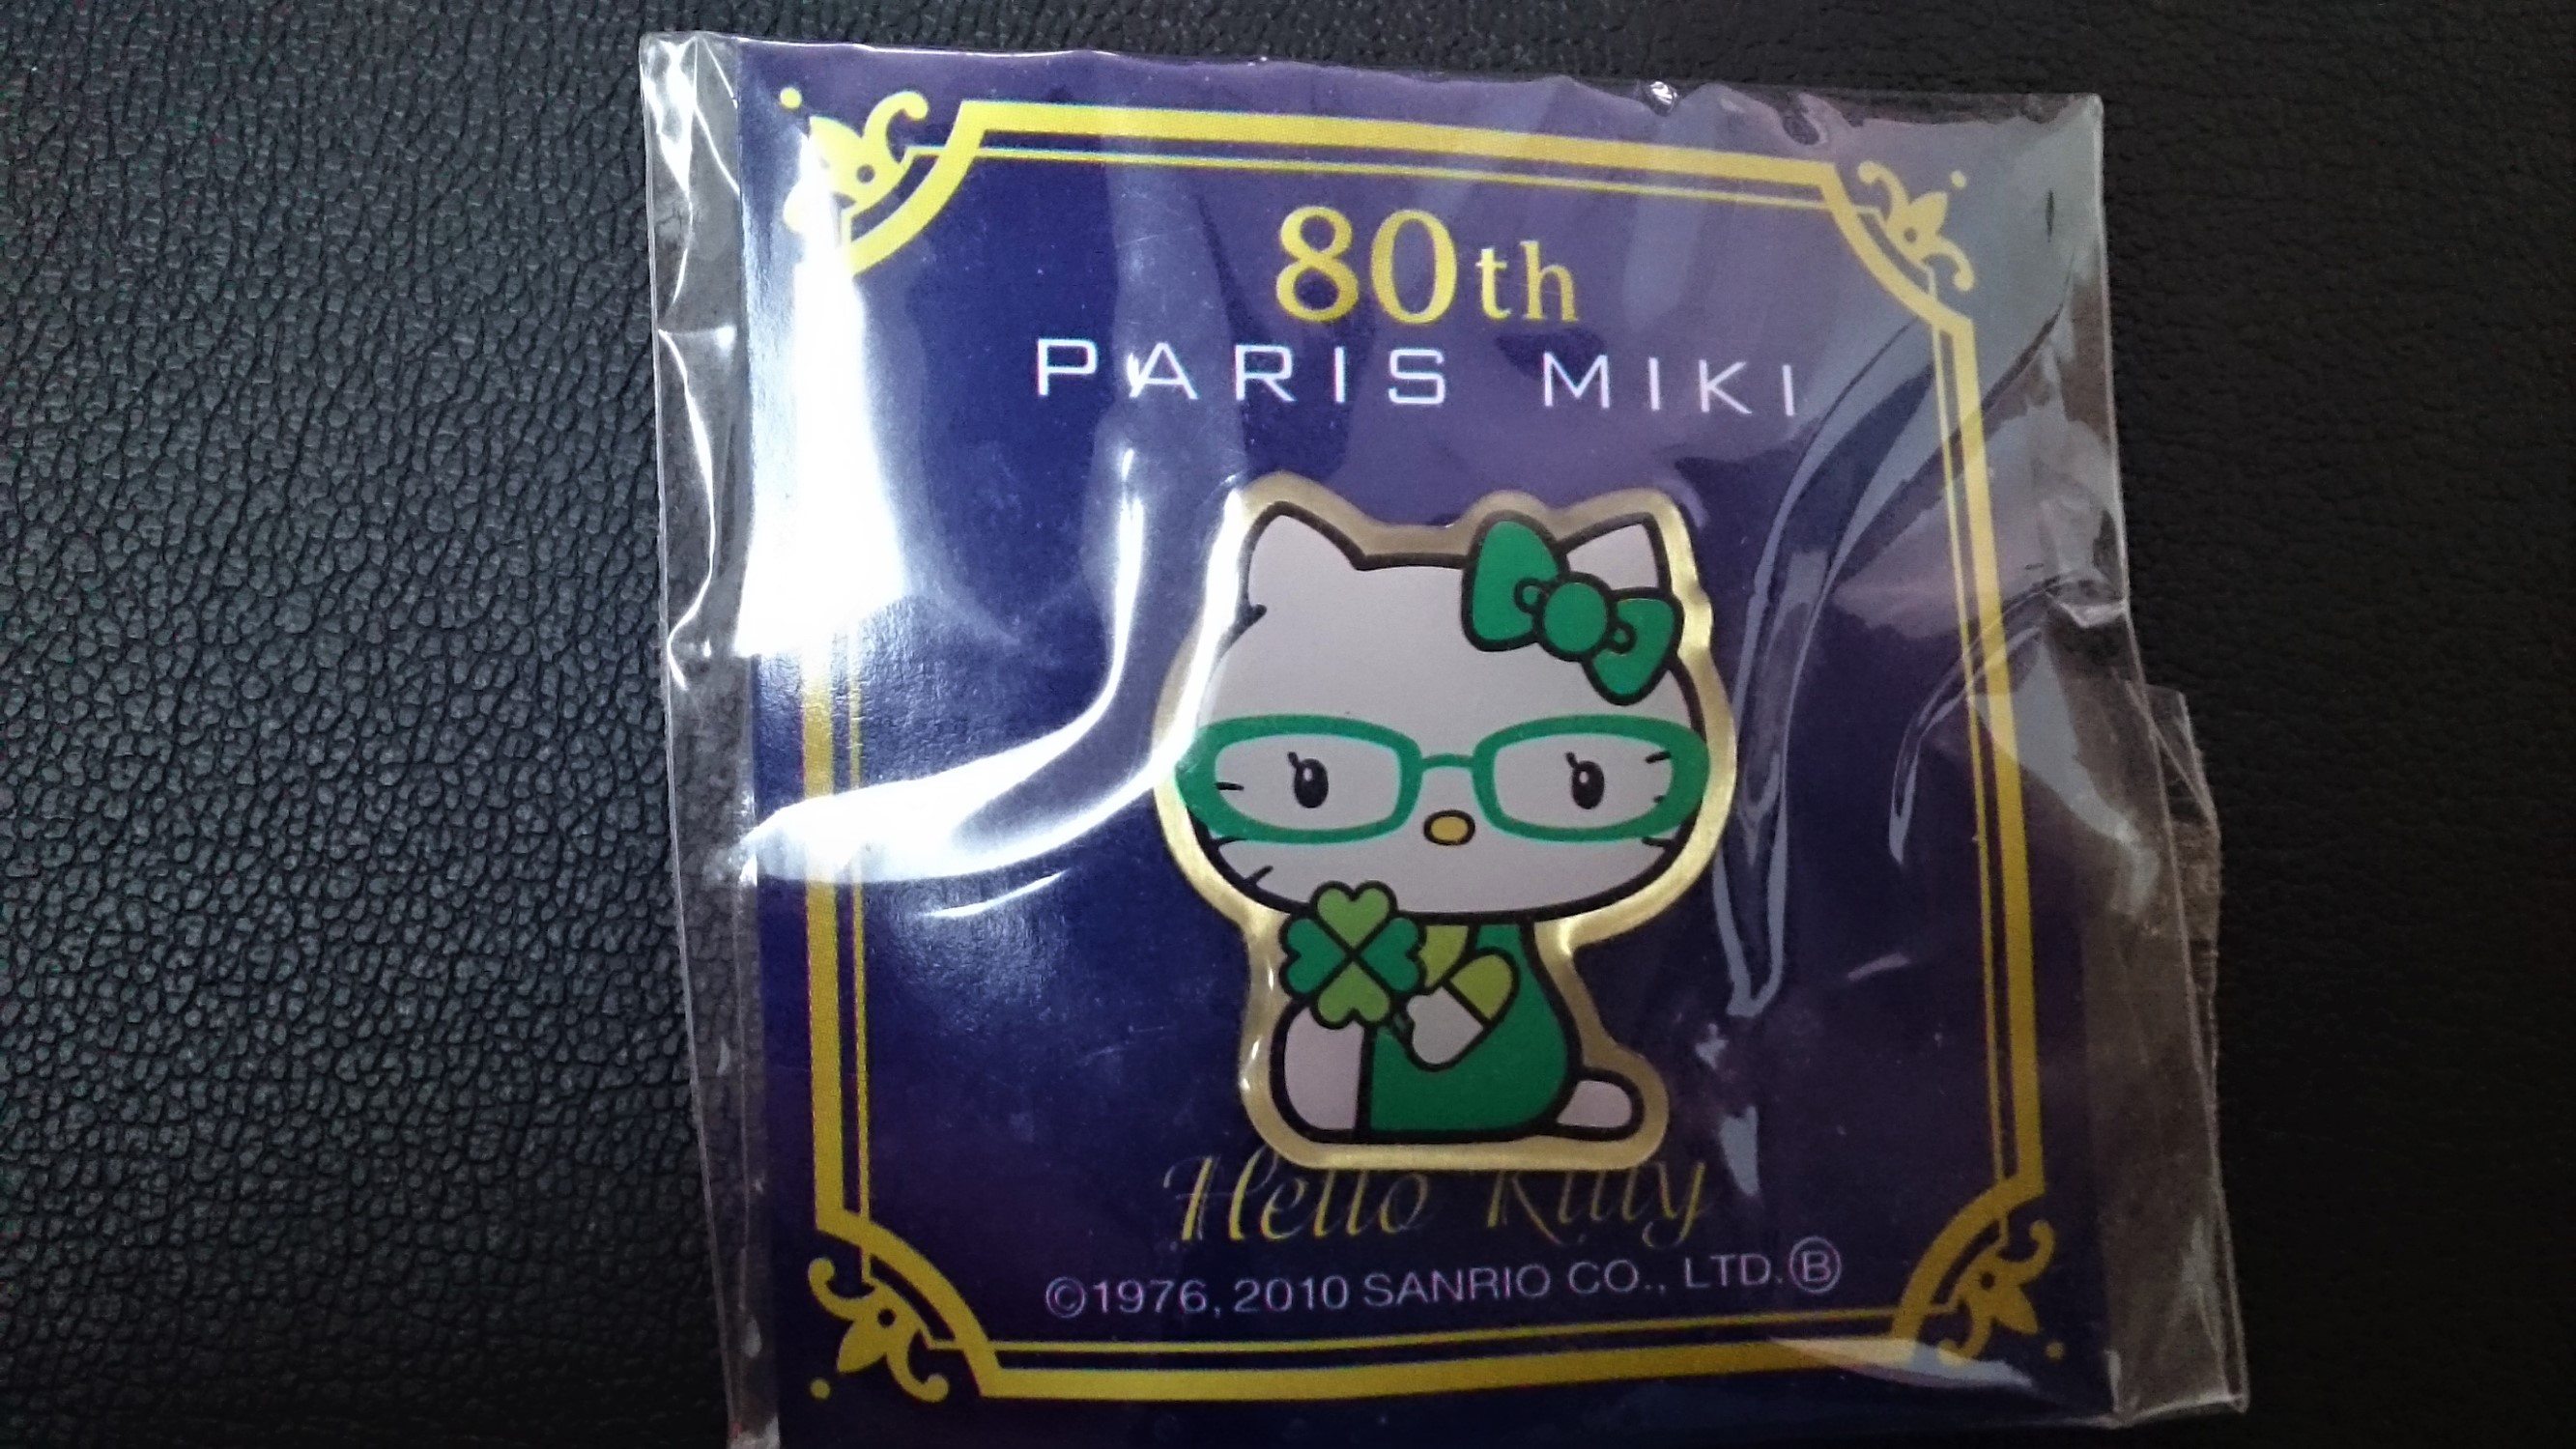 80th
PARIS MIKI
Hello Kitty
©1976, 2010 SANRIO CO., LTD. Ⓑ